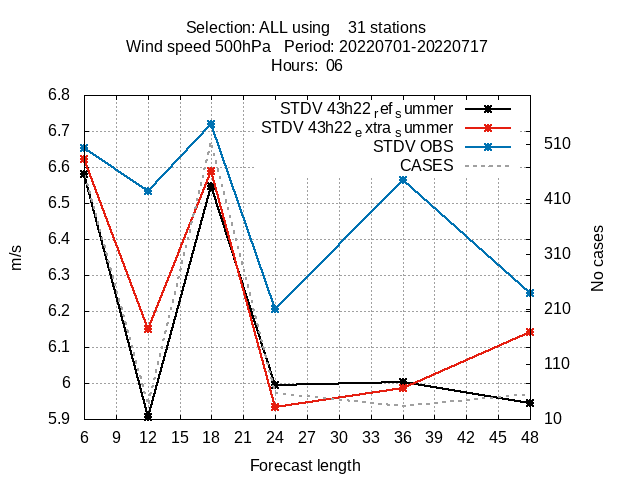 Selection: ALL using 31 stations
Wind speed 500hPa Period: 20220701-20220717
Hours: 06
STDV 43h22refsummer
STDV 43h22extrasummer
STDV OBS
CASES
6.8
6.7
6.6
6.5
6.4
6.3
6.2
6.1
6
5.9
m/s
510
410
310
210
110
10
No cases
6 9 12 15 18 21 24 27 30 33 36 39 42 45 48
Forecast length